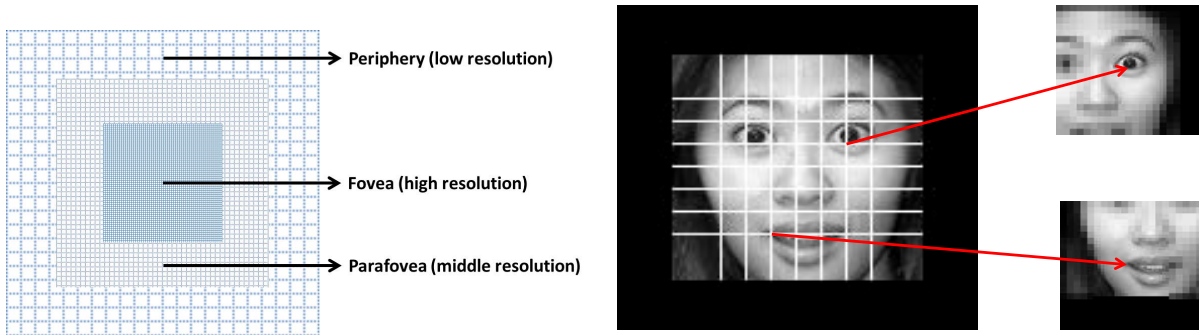 Periphery (low resolution)
Fovea (high resolution)
Parafovea (middle resolution)